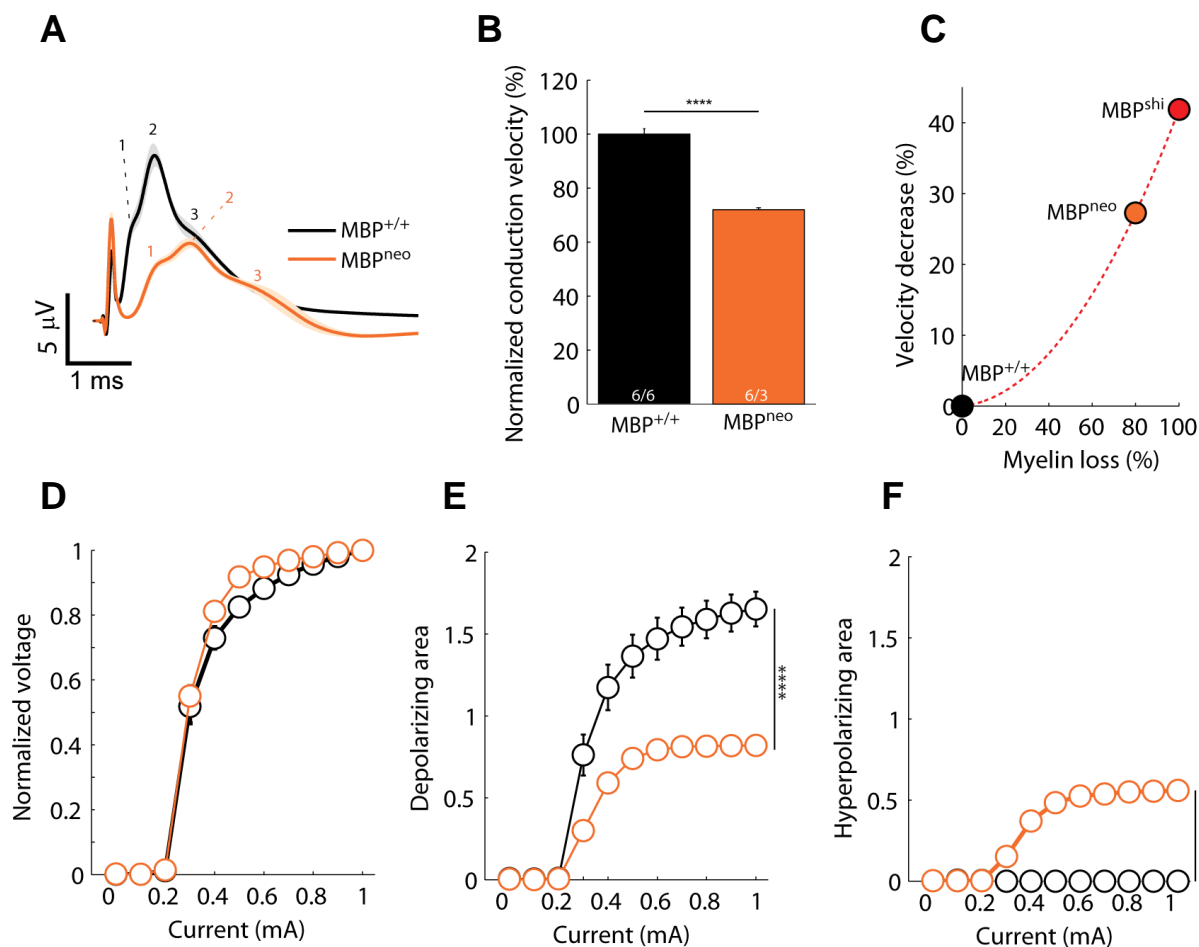 A
1
2
3
2
1
3
MBP+/+
MBPneo
5 μV
1 ms
B
Normalized conduction velocity (%)
120
100
80
60
40
20
0
****
6/6
6/3
MBP+/+
MBPneo
C
Velocity decrease (%)
40
30
20
10
0
MBPshi
MBPneo
MBP+/+
0 20 40 60 80 100
Myelin loss (%)
D
Normalized voltage
1
0.8
0.6
0.4
0.2
0
0 0.2 0.4 0.6 0.8 1
Current (mA)
E
Depolarizing area
2
1.5
1
0.5
0
****
0 0.2 0.4 0.6 0.8 1
Current (mA)
F
Hyperpolarizing area
2
1.5
1
0.5
0
0 0.2 0.4 0.6 0.8 1
Current (mA)